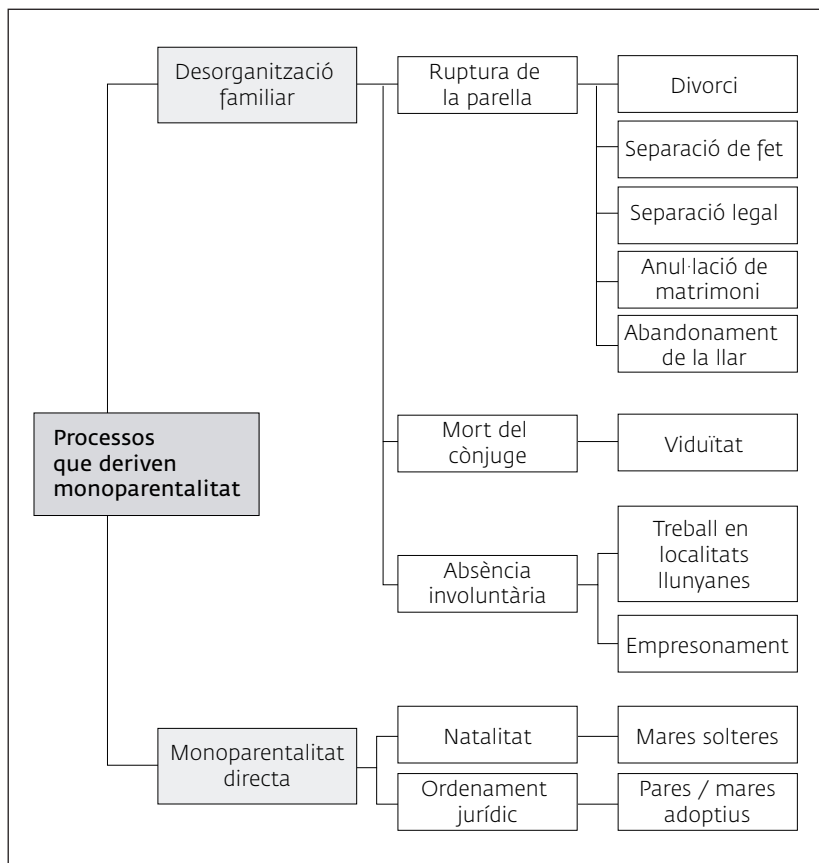 Desorganització
familiar
Ruptura de
la parella
Divorci
Separació de fet
Separació legal
Anul·lació de
matrimoni
Abandonament
de la llar
Processos
que deriven
monoparentalitat
Mort del
cònjuge
Viduïtat
Absència
involuntària
Treball en
localitats
llunyanes
Empresonament
Monoparentalitat
directa
Natalitat
Mares solteres
Ordenament
jurídic
Pares / mares
adoptius